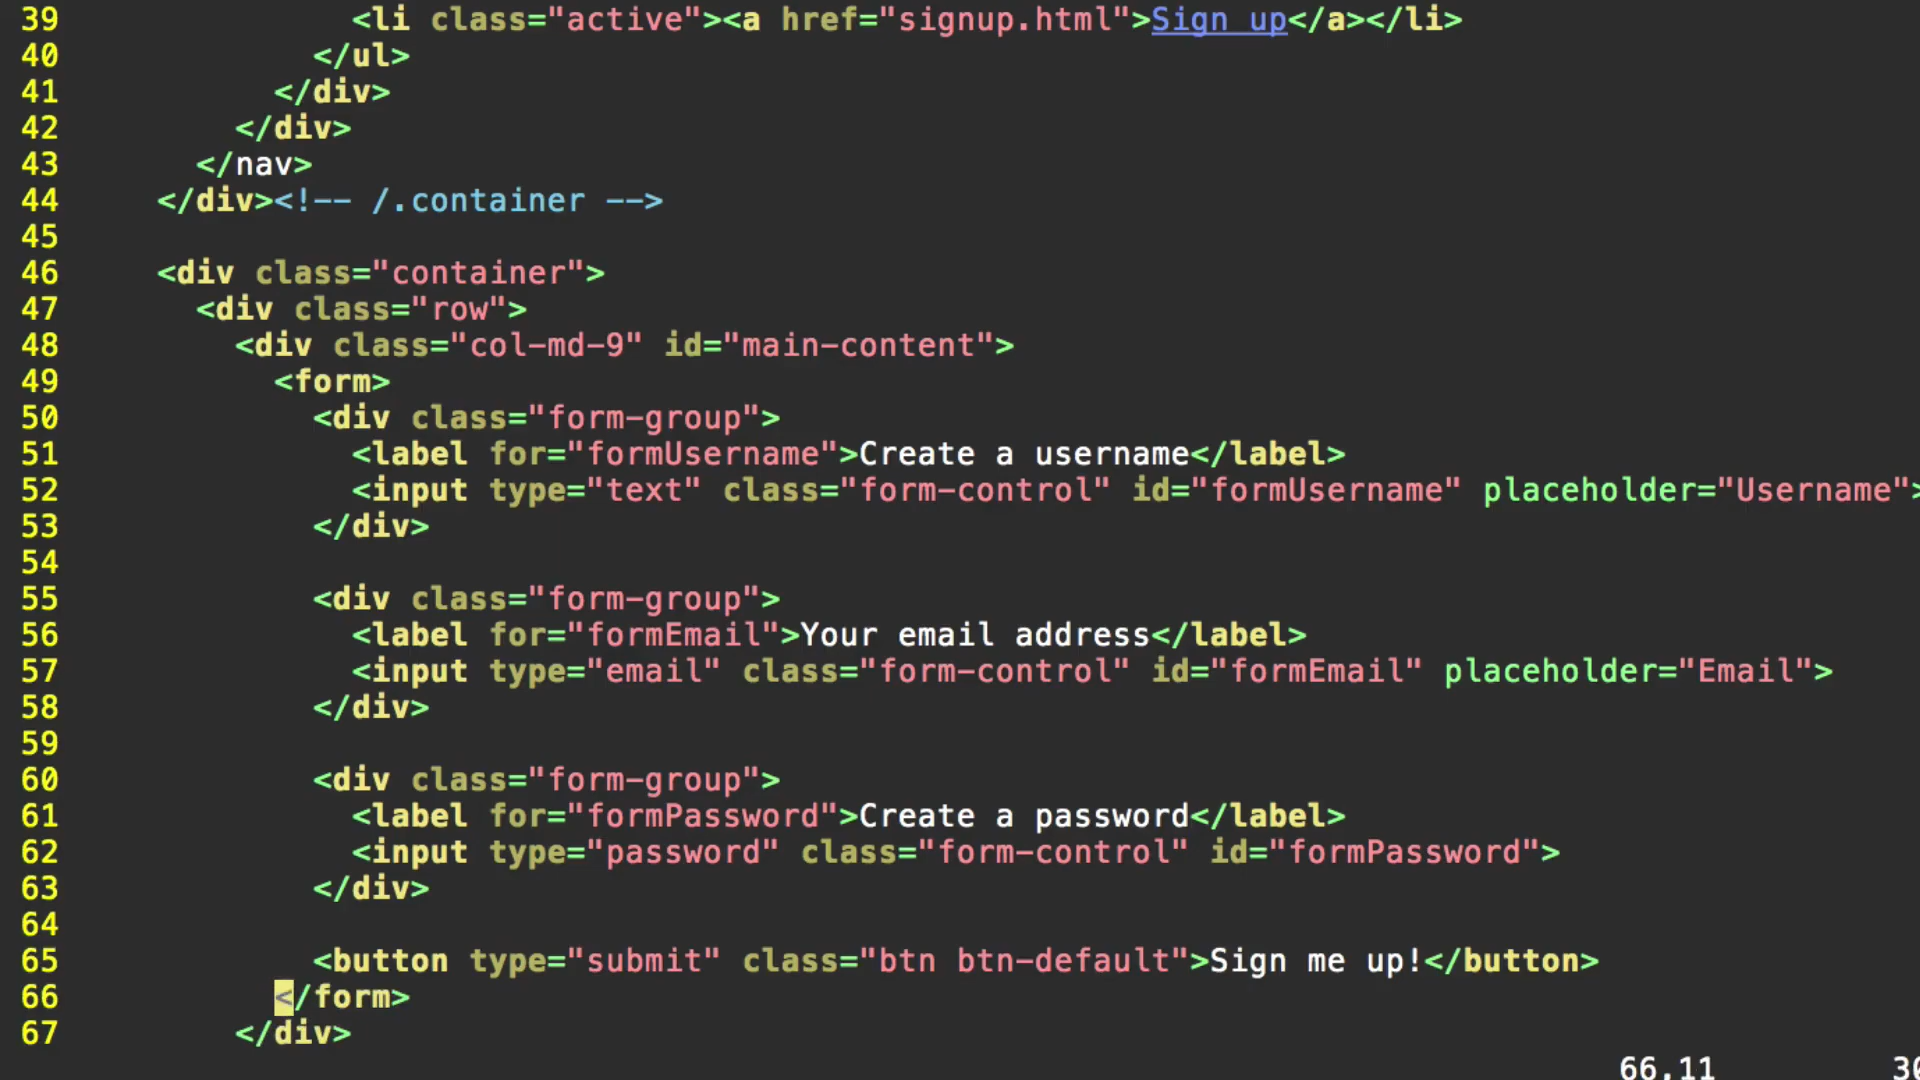 39               <li class="active"><a href="signup.html">Sign up</a></li>
40             </ul>
41           </div>
42         </div>
43       </nav>
44     </div><!-- /.container -->
45
46     <div class="container">
47       <div class="row">
48         <div class="col-md-9" id="main-content">
49           <form>
50             <div class="form-group">
51               <label for="formUsername">Create a username</label>
52               <input type="text" class="form-control" id="formUsername" placeholder="Username">
53             </div>
54
55             <div class="form-group">
56               <label for="formEmail">Your email address</label>
57               <input type="email" class="form-control" id="formEmail" placeholder="Email">
58             </div>
59
60             <div class="form-group">
61               <label for="formPassword">Create a password</label>
62               <input type="password" class="form-control" id="formPassword">
63             </div>
64
65             <button type="submit" class="btn btn-default">Sign me up!</button>
66           </form>
67         </div>
66,11